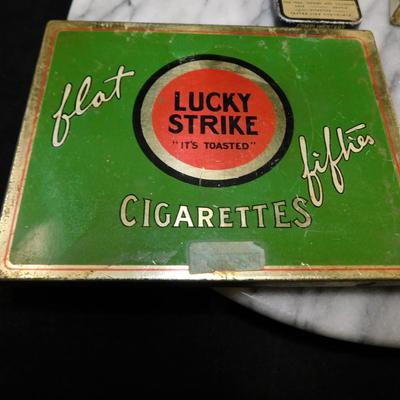 flat
LUCKY
STRIKE
"IT'S TOASTED"
CIGARETTES
fifties